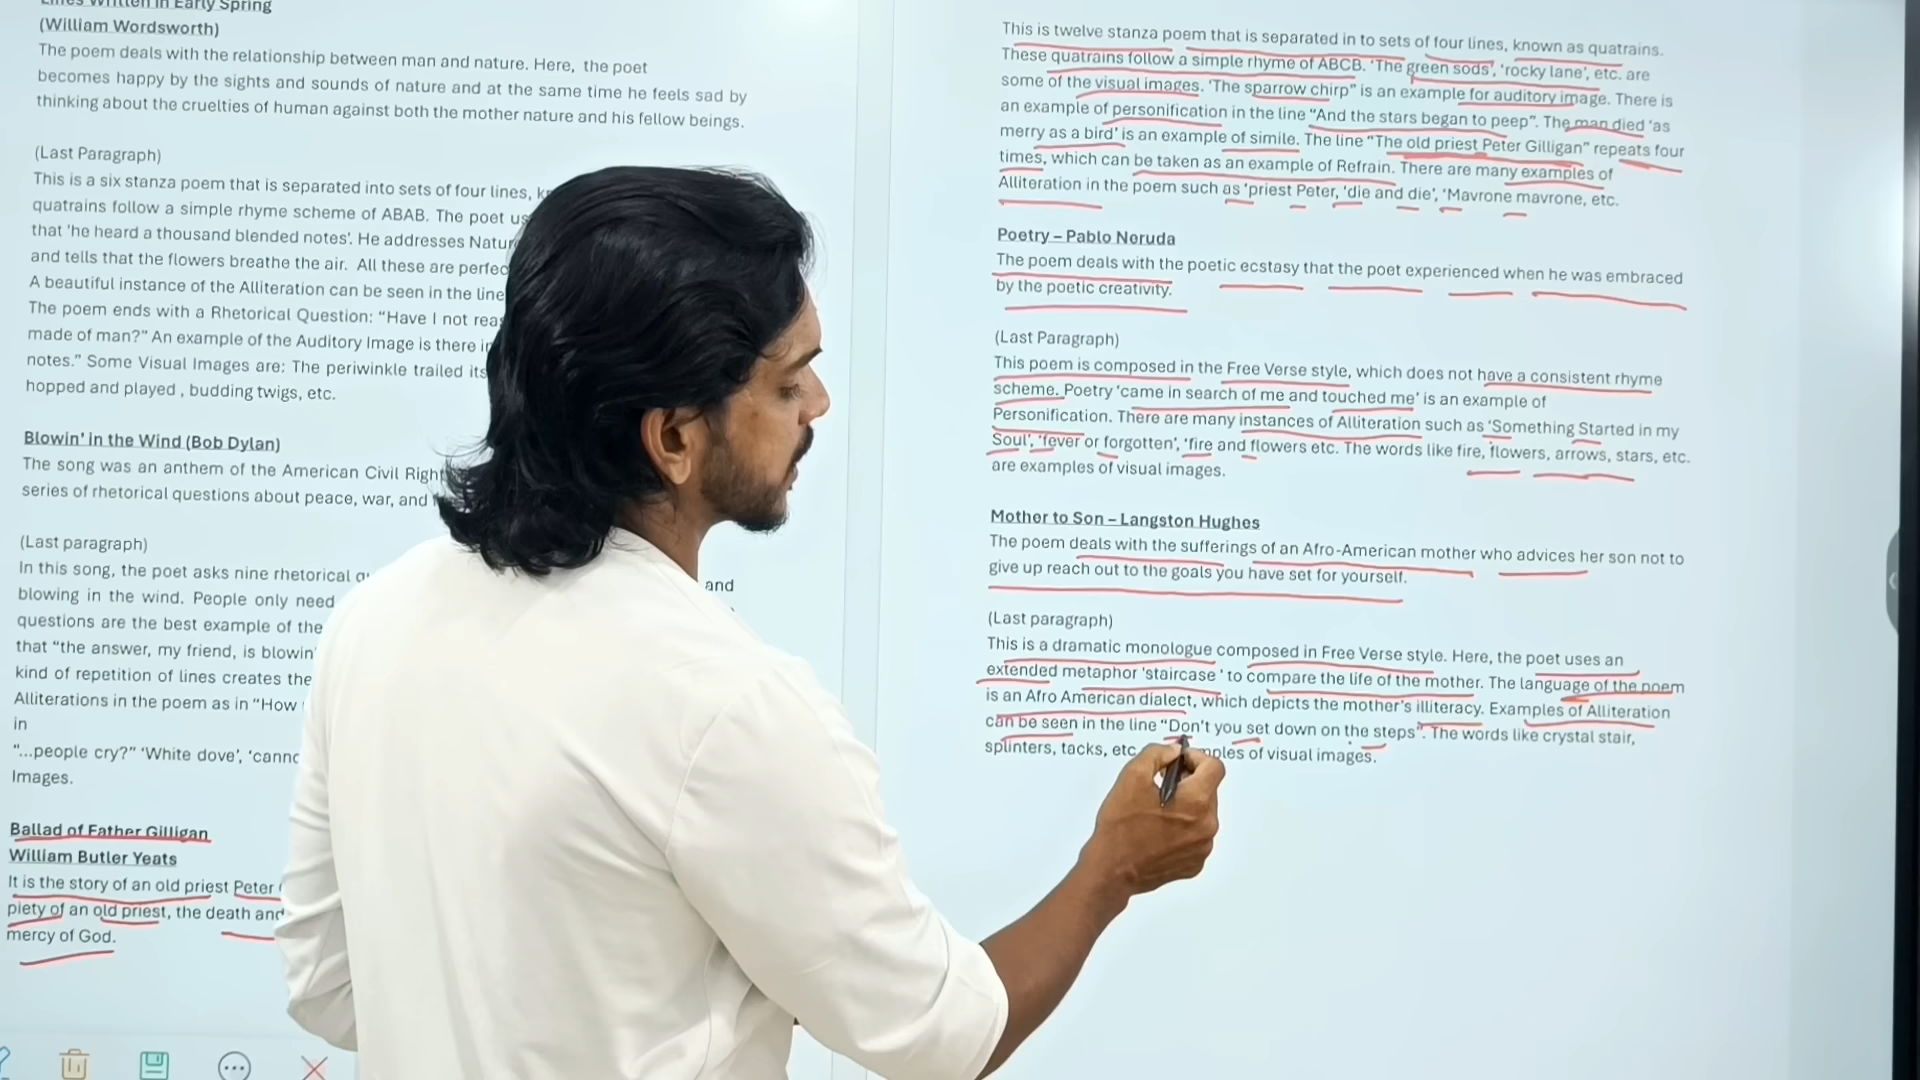 Lines Written in Early Spring
(William Wordsworth)
The poem deals with the relationship between man and nature. Here, the poet
becomes happy by the sights and sounds of nature and at the same time he feels sad by
thinking about the cruelties of human against both the mother nature and his fellow beings.
(Last Paragraph)
This is a six stanza poem that is separated into sets of four lines,
quatrains follow a simple rhyme scheme of ABAB. The poet
that 'he heard a thousand blended notes'. He addresses
and tells that the flowers breathe the air. All these are
A beautiful instance of the Alliteration can be seen in the line
The poem ends with a Rhetorical Question: "Have I not
made of man?" An example of the Auditory Image is there
notes." Some Visual Images are: The periwinkle trailed its
hopped and played , budding twigs, etc.
Blowin' in the Wind (Bob Dylan)
The song was an anthem of the American Civil
series of rhetorical questions about peace, war, and
(Last paragraph)
In this song, the poet asks nine rhetorical
and
blowing in the wind. People only need
questions are the best example of the
that "the answer, my friend, is
kind of repetition of lines creates the
Alliterations in the poem as in "How
in
"...people cry?" 'White dove',
Images.
Ballad of Father Gilligan
William Butler Yeats
It is the story of an old priest Peter
piety of an old priest, the death and
mercy of God.
This is twelve stanza poem that is separated in to sets of four lines, known as quatrains.
These quatrains follow a simple rhyme of ABCB. 'The green sods', 'rocky lane', etc. are
some of the visual images. 'The sparrow chirp" is an example for auditory image. There is
an example of personification in the line "And the stars began to peep". The man died 'as
merry as a bird' is an example of simile. The line "The old priest Peter Gilligan" repeats four
times, which can be taken as an example of Refrain. There are many examples of
Alliteration in the poem such as 'priest Peter, 'die and die', 'Mavrone mavrone, etc.
Poetry – Pablo Neruda
The poem deals with the poetic ecstasy that the poet experienced when he was embraced
by the poetic creativity.
(Last Paragraph)
This poem is composed in the Free Verse style, which does not have a consistent rhyme
scheme. Poetry 'came in search of me and touched me' is an example of
Personification. There are many instances of Alliteration such as 'Something Started in my
Soul', 'fever or forgotten', 'fire and flowers etc. The words like fire, flowers, arrows, stars, etc.
are examples of visual images.
Mother to Son – Langston Hughes
The poem deals with the sufferings of an Afro-American mother who advices her son not to
give up reach out to the goals you have set for yourself.
(Last paragraph)
This is a dramatic monologue composed in Free Verse style. Here, the poet uses an
extended metaphor 'staircase ' to compare the life of the mother. The language of the poem
is an Afro American dialect, which depicts the mother's illiteracy. Examples of Alliteration
can be seen in the line "Don't you set down on the steps". The words like crystal stair,
splinters, tacks, etc of visual images.